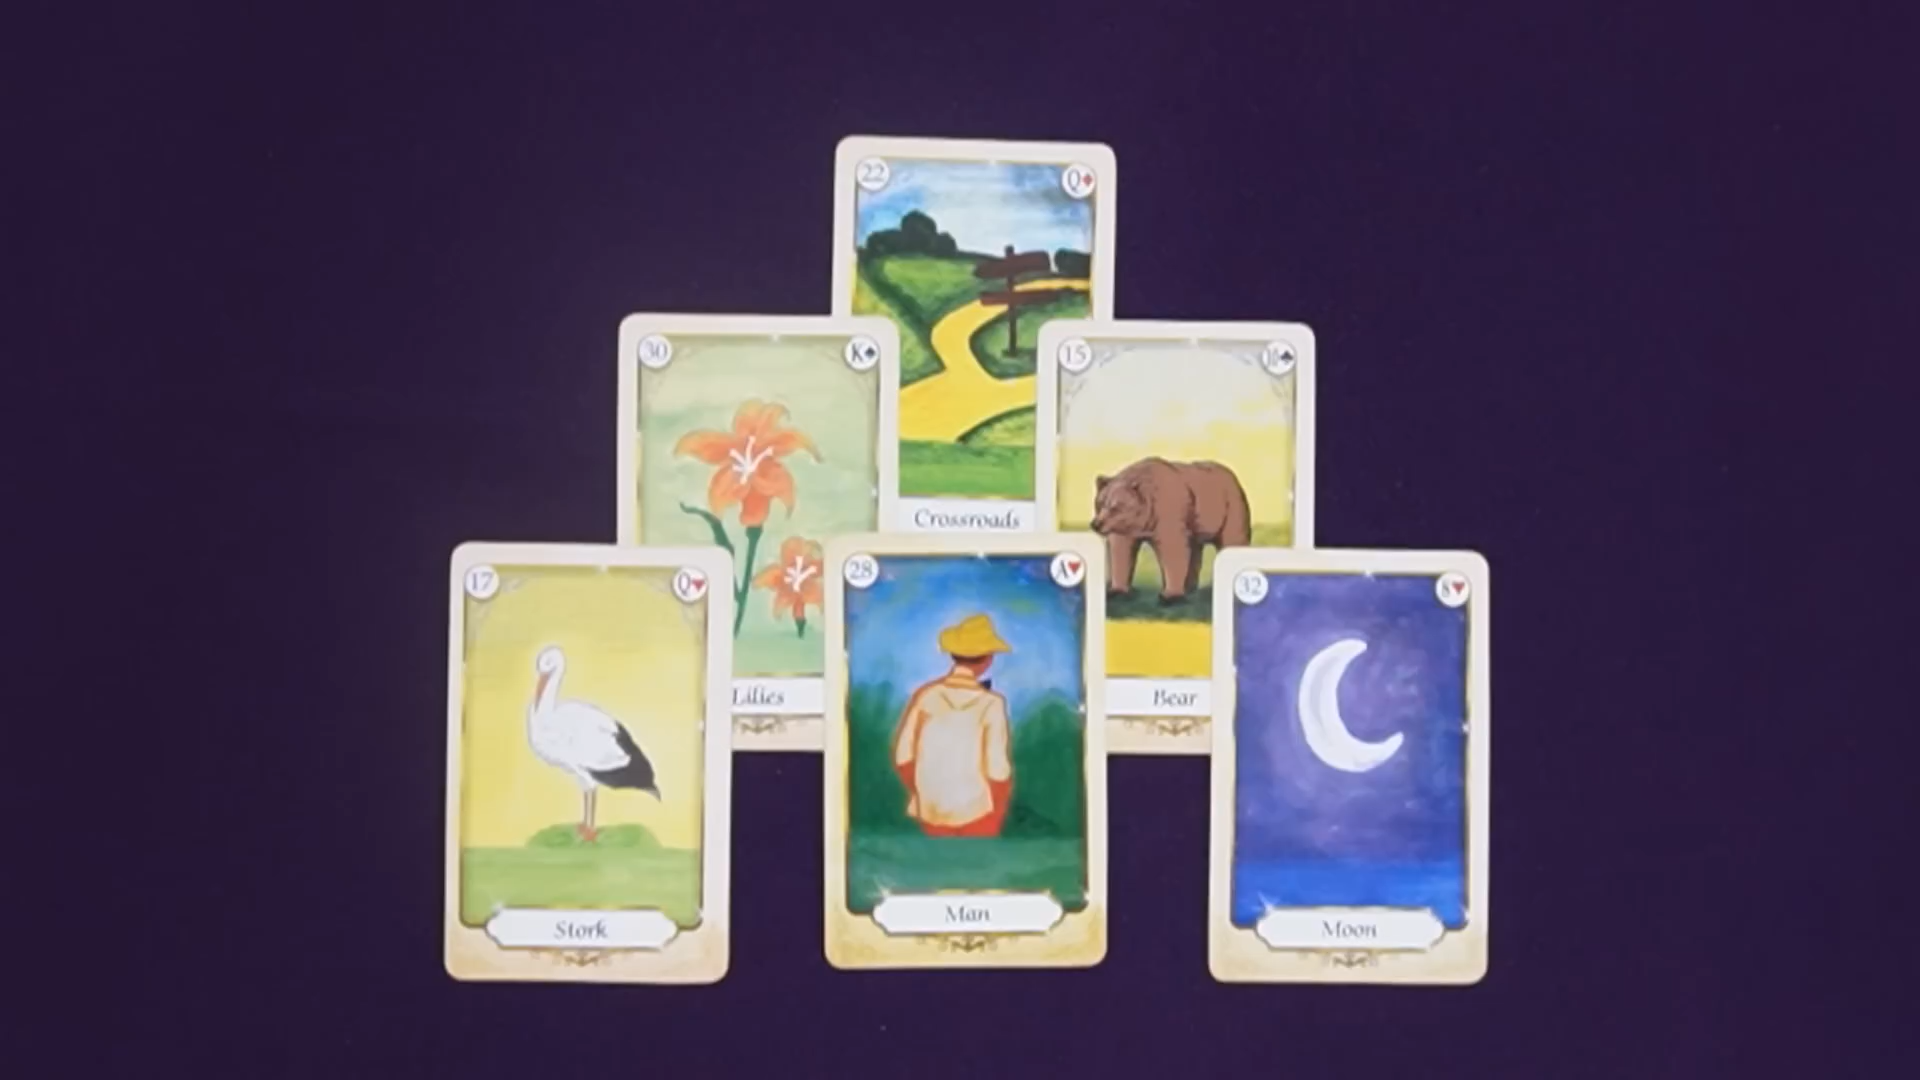 22
Q♦
30
K♠
15
Crossroads
17
Q♥
28
A♥
32
8♥
Lilies
Bear
Stork
Man
Moon